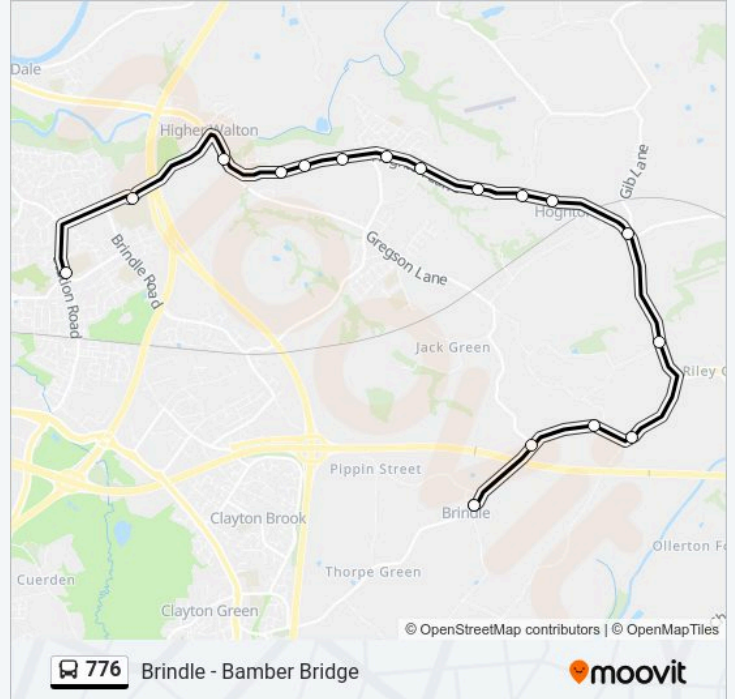 Dale
Higher Walton
Gib Lane
Hoghton
Brindle Road
Gregson Lane
Jack Green
Riley
Pippin Street
Brindle
Clayton Brook
Ollerton
Thorpe Green
Cuerden
Clayton Green
© OpenStreetMap contributors | © OpenMapTiles
776 Brindle - Bamber Bridge
moovit